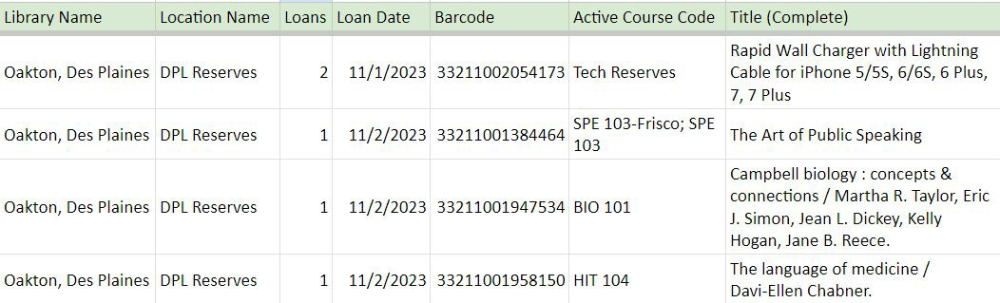 Library Name Location Name Loans Loan Date Barcode Active Course Code Title (Complete)
Oakton, Des Plaines DPL Reserves 2 11/1/2023 33211002054173 Tech Reserves Rapid Wall Charger with Lightning
Cable for iPhone 5/5S, 6/6S, 6 Plus,
7, 7 Plus
Oakton, Des Plaines DPL Reserves 1 11/2/2023 33211001384464 SPE 103-Frisco; SPE
103 The Art of Public Speaking
Oakton, Des Plaines DPL Reserves 1 11/2/2023 33211001947534 BIO 101 Campbell biology : concepts &
connections / Martha R. Taylor, Eric
J. Simon, Jean L. Dickey, Kelly
Hogan, Jane B. Reece.
Oakton, Des Plaines DPL Reserves 1 11/2/2023 33211001958150 HIT 104 The language of medicine /
Davi-Ellen Chabner.